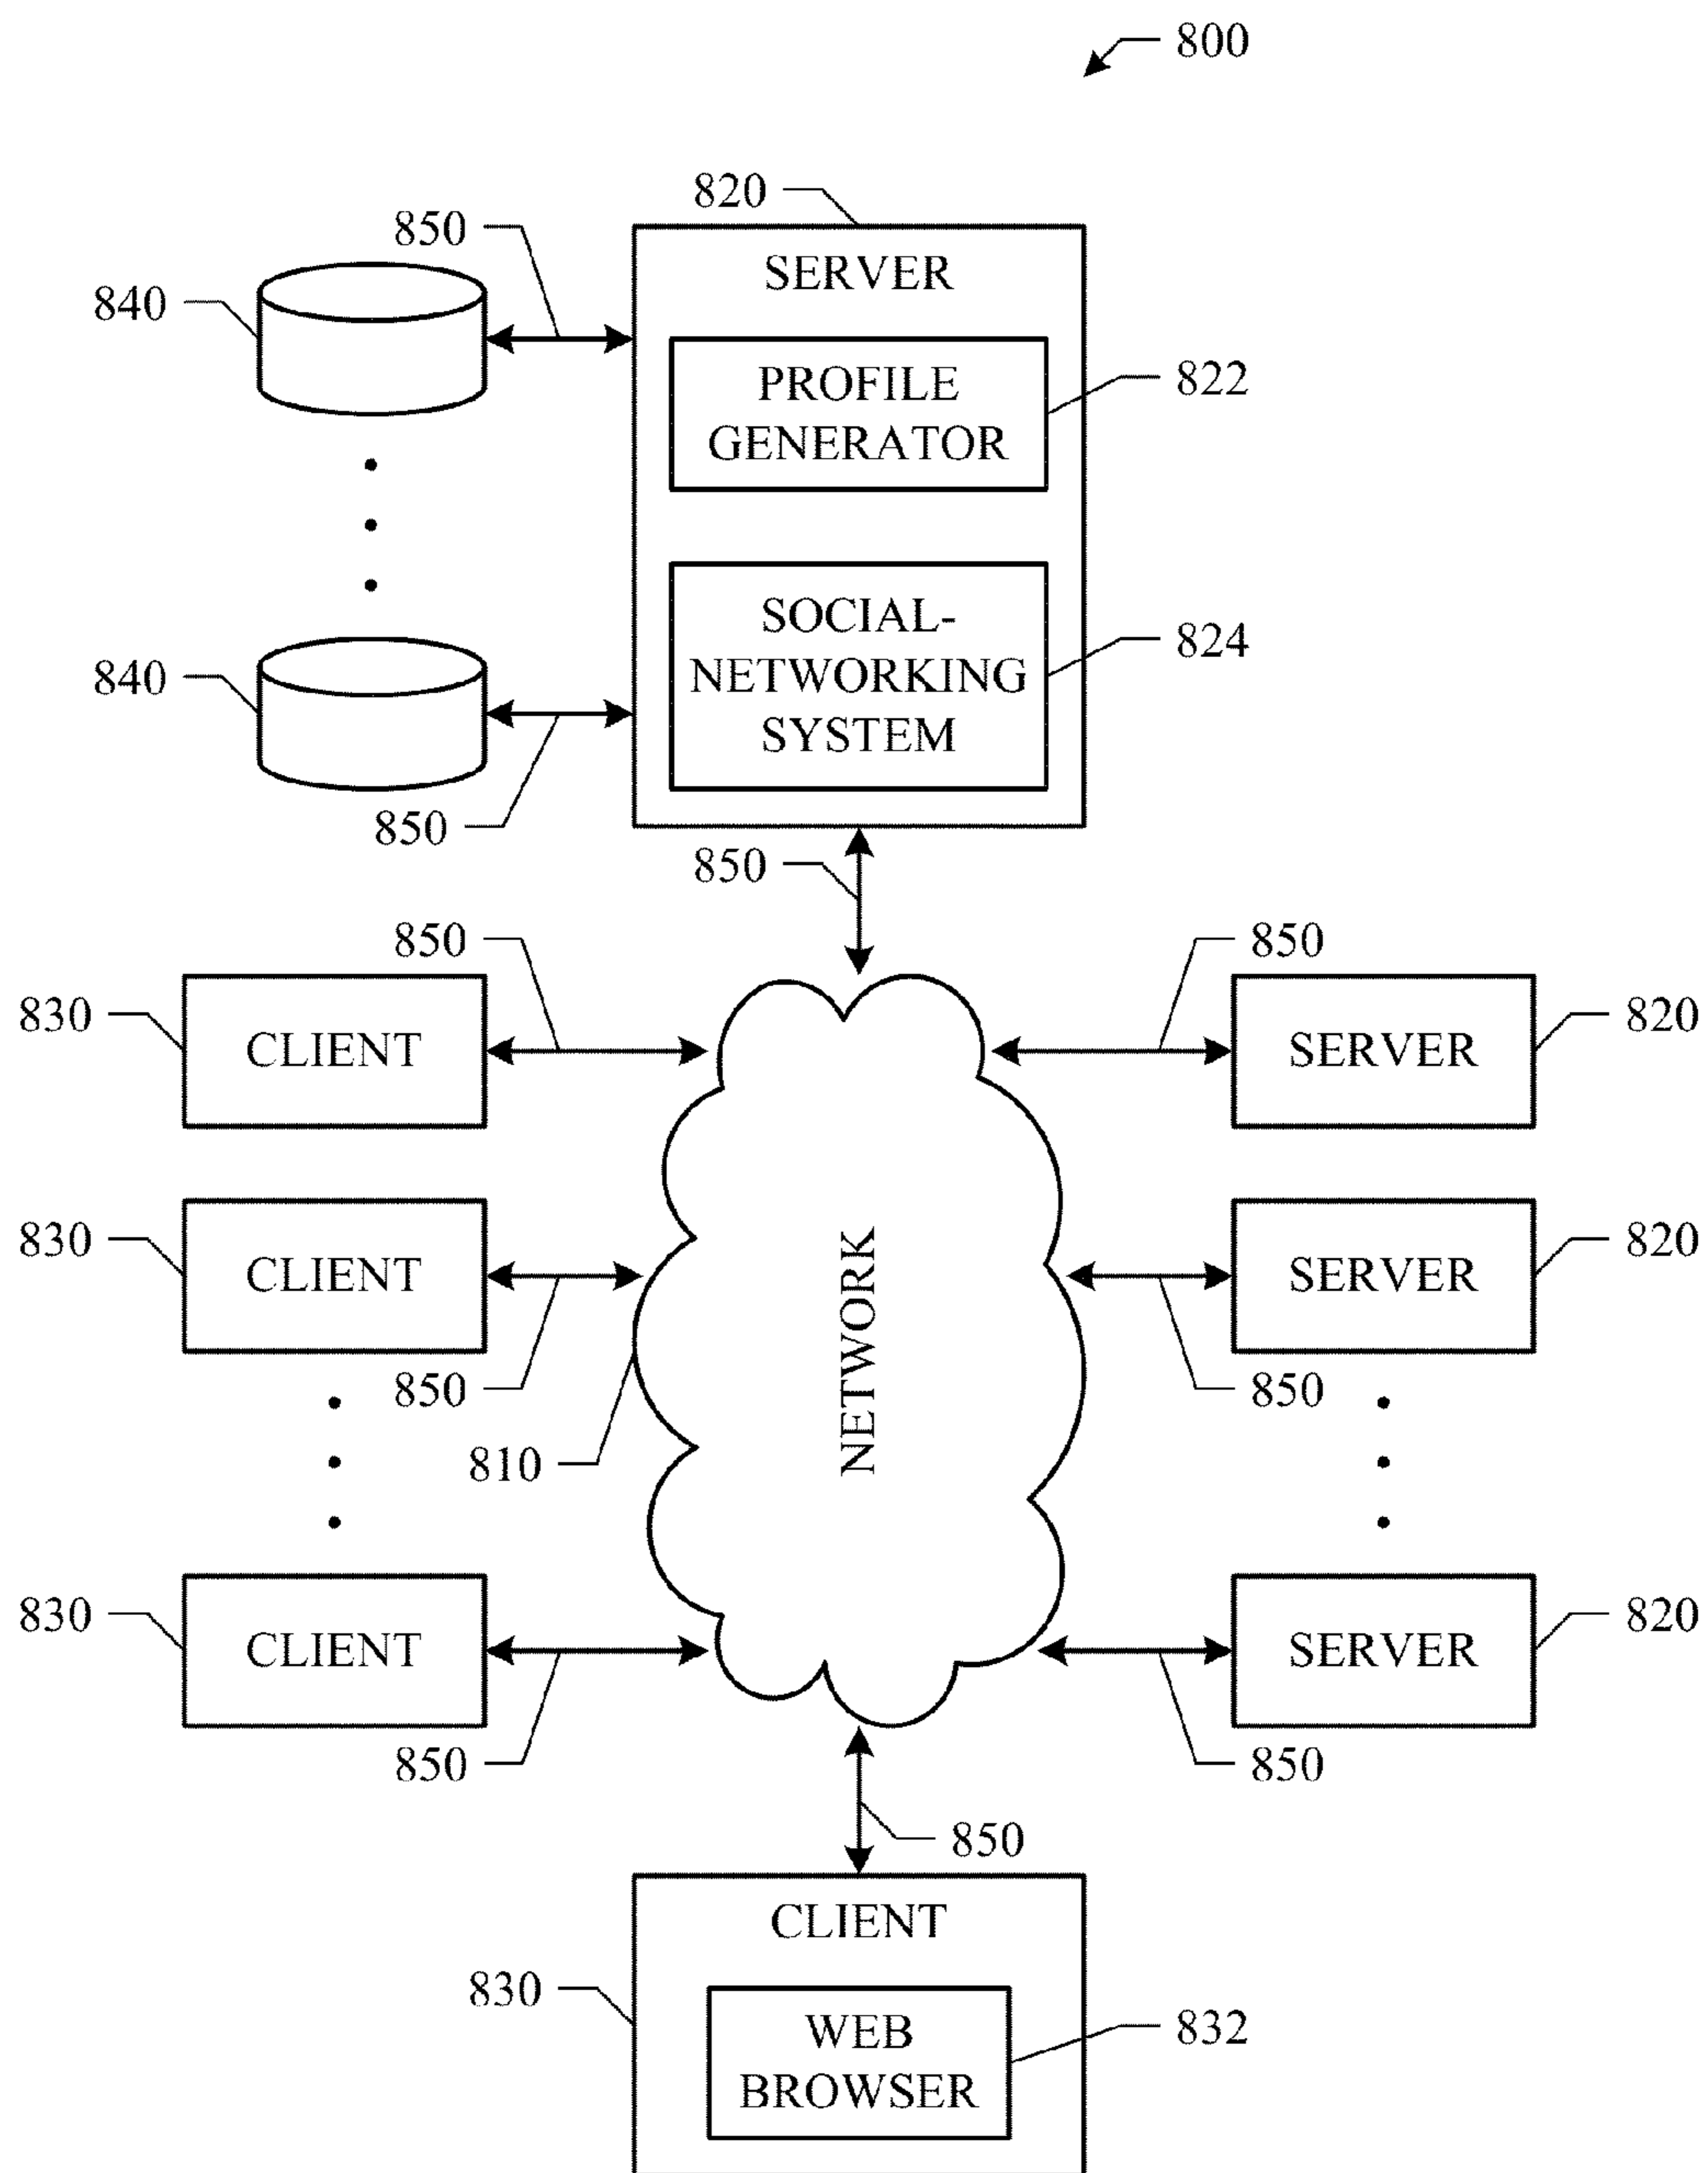 800
820
850
SERVER
840
PROFILE
GENERATOR
822
SOCIAL-
NETWORKING
SYSTEM
824
840
850
850
850
850
830
CLIENT
SERVER
820
830
CLIENT
SERVER
820
850
850
NETWORK
810
830
CLIENT
SERVER
820
850
850
850
CLIENT
830
WEB
BROWSER
832